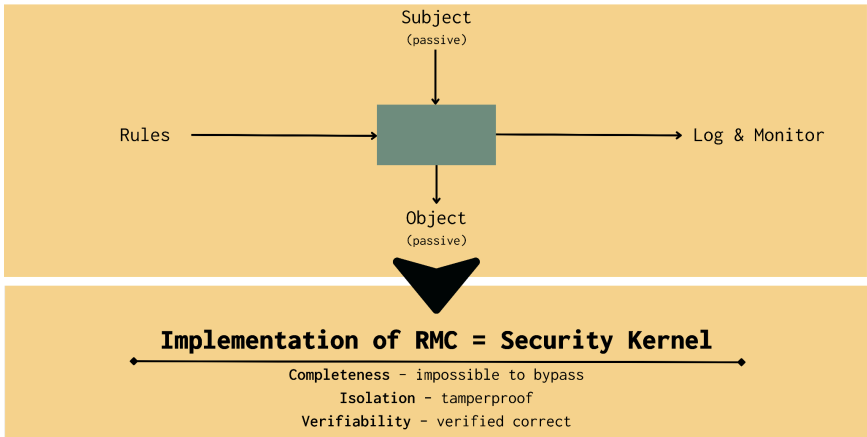 Subject
(passive)
Rules
Log & Monitor
Object
(passive)
Implementation of RMC = Security Kernel
Completeness – impossible to bypass
Isolation – tamperproof
Verifiability – verified correct